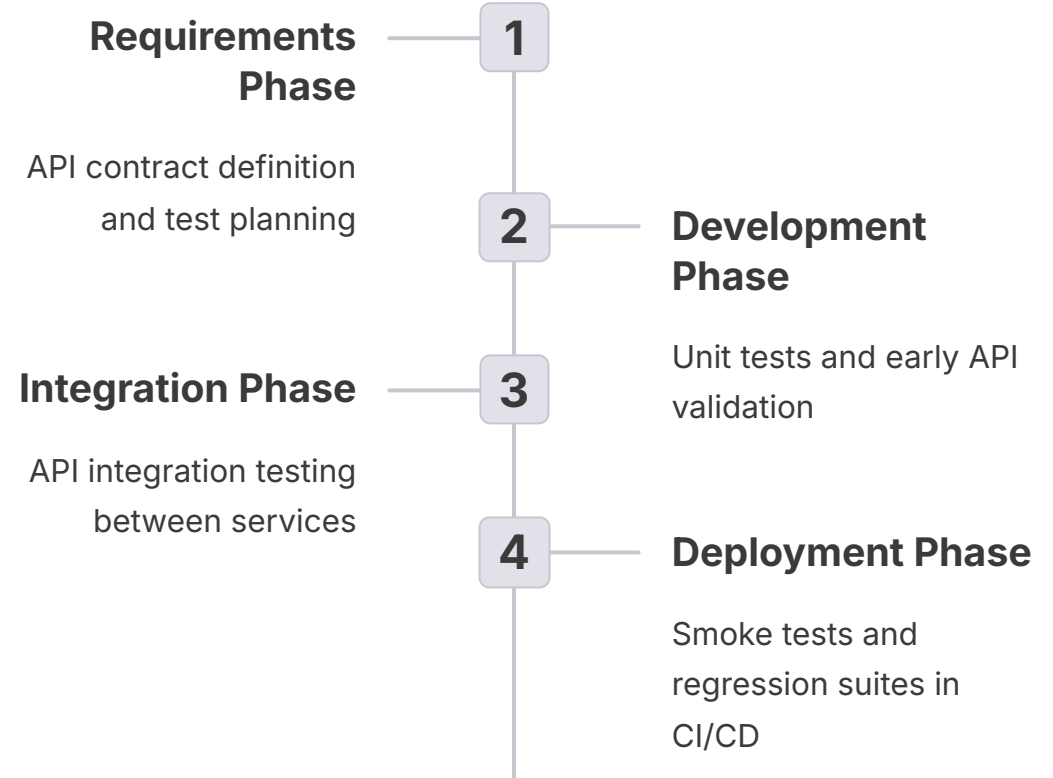 1
Requirements
Phase
API contract definition
and test planning
2
Development
Phase
Unit tests and early API
validation
3
Integration Phase
API integration testing
between services
4
Deployment Phase
Smoke tests and
regression suites in
CI/CD